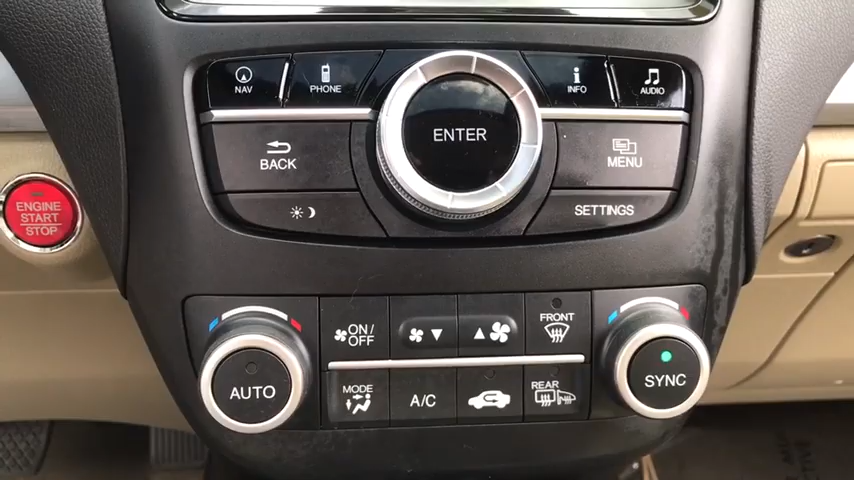 NAV
PHONE
INFO
AUDIO
ENTER
BACK
MENU
SETTINGS
ENGINE
START
STOP
ON/
OFF
FRONT
AUTO
MODE
A/C
REAR
SYNC